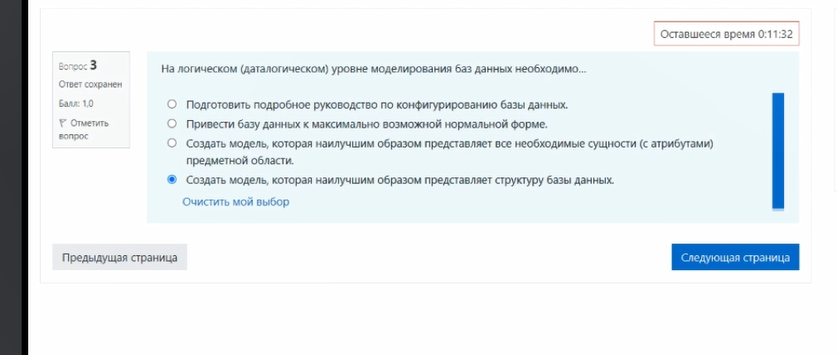 Оставшееся время 0:11:32
Вопрос 3
Ответ сохранен
Балл: 1,0
Отметить
вопрос
На логическом (даталогическом) уровне моделирования баз данных необходимо...
Подготовить подробное руководство по конфигурированию базы данных.
Привести базу данных к максимально возможной нормальной форме.
Создать модель, которая наилучшим образом представляет все необходимые сущности (с атрибутами)
предметной области.
Создать модель, которая наилучшим образом представляет структуру базы данных.
Очистить мой выбор
Предыдущая страница
Следующая страница